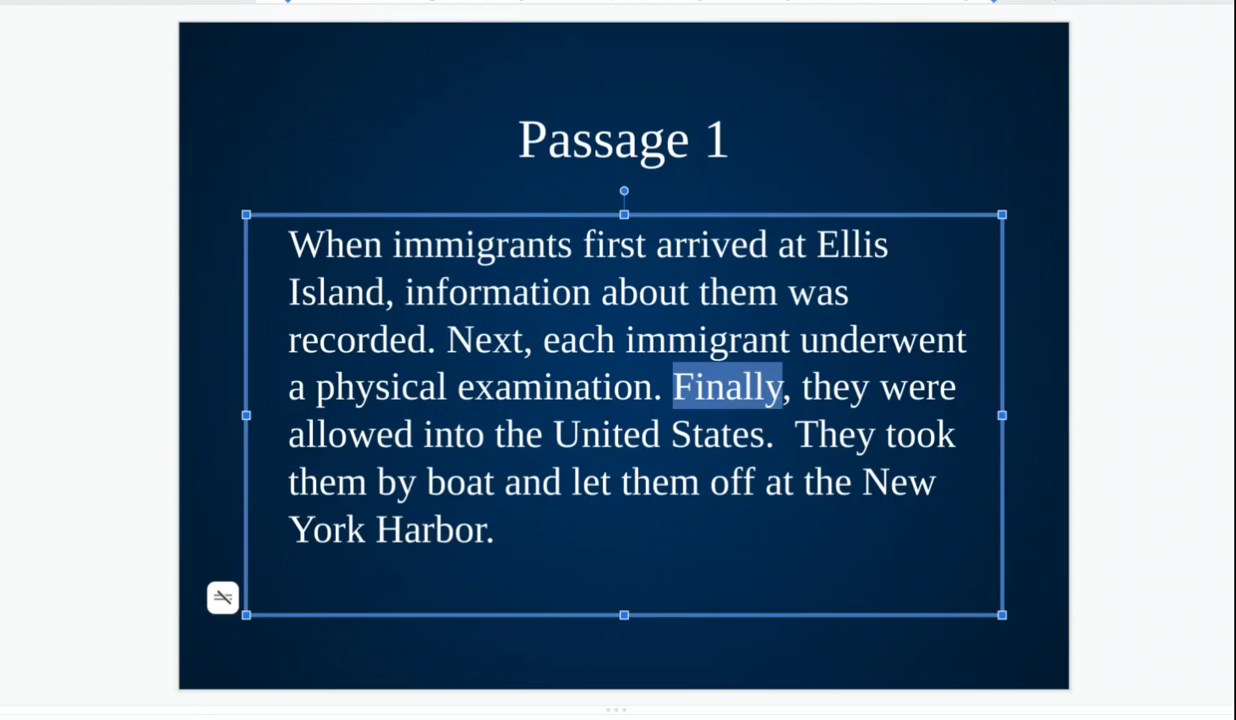 Passage 1
When immigrants first arrived at Ellis
Island, information about them was
recorded. Next, each immigrant underwent
a physical examination. Finally, they were
allowed into the United States.  They took
them by boat and let them off at the New
York Harbor.